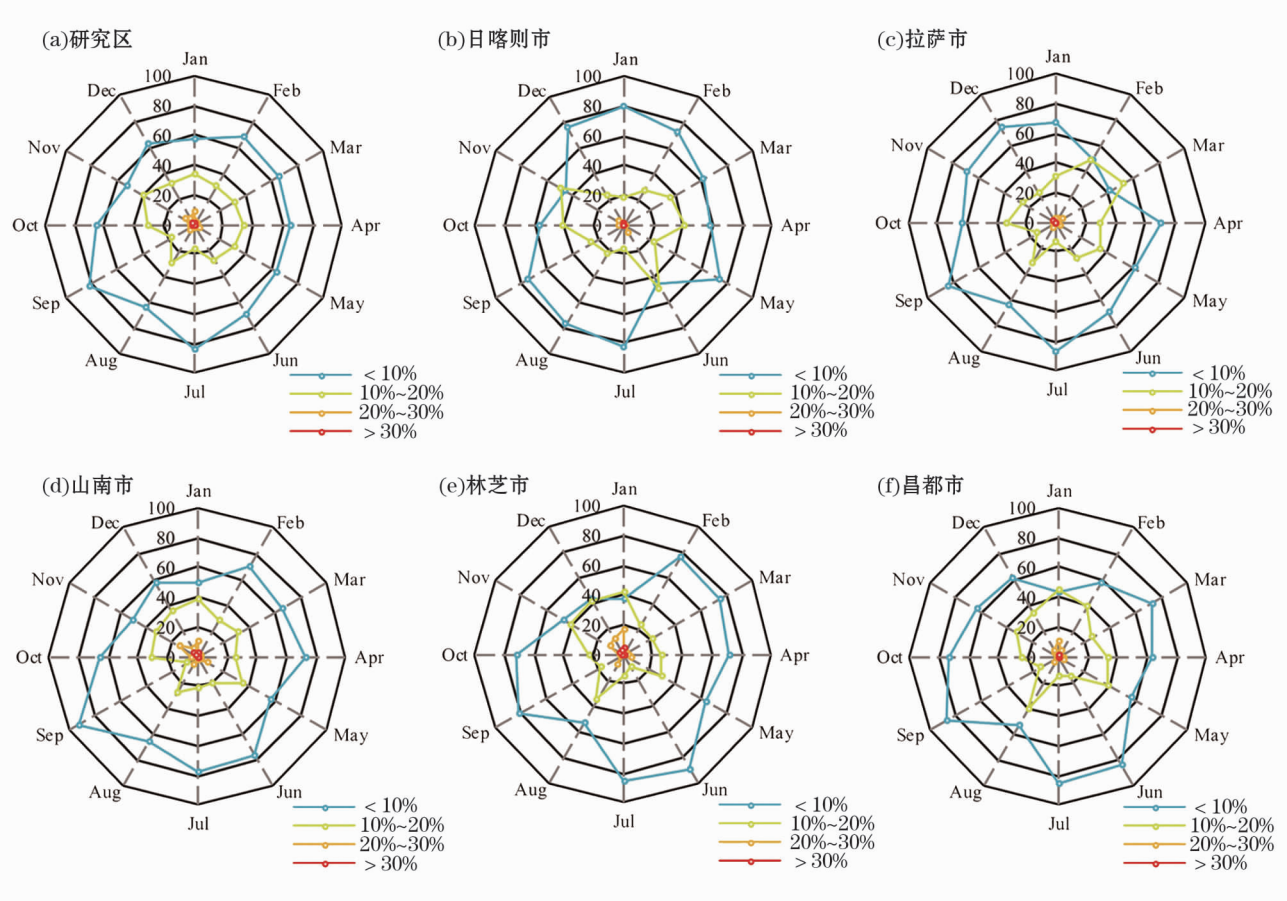 (a)研究区
Jan
Feb
Mar
Apr
May
Jun
Jul
Aug
Sep
Oct
Nov
Dec
100
80
60
40
20
0
< 10%
10%~20%
20%~30%
> 30%
(b)日喀则市
Jan
Feb
Mar
Apr
May
Jun
Jul
Aug
Sep
Oct
Nov
Dec
100
80
60
40
20
0
< 10%
10%~20%
20%~30%
> 30%
(c)拉萨市
Jan
Feb
Mar
Apr
May
Jun
Jul
Aug
Sep
Oct
Nov
Dec
100
80
60
40
20
0
< 10%
10%~20%
20%~30%
> 30%
(d)山南市
Jan
Feb
Mar
Apr
May
Jun
Jul
Aug
Sep
Oct
Nov
Dec
100
80
60
40
20
0
< 10%
10%~20%
20%~30%
> 30%
(e)林芝市
Jan
Feb
Mar
Apr
May
Jun
Jul
Aug
Sep
Oct
Nov
Dec
100
80
60
40
20
0
< 10%
10%~20%
20%~30%
> 30%
(f)昌都市
Jan
Feb
Mar
Apr
May
Jun
Jul
Aug
Sep
Oct
Nov
Dec
100
80
60
40
20
0
< 10%
10%~20%
20%~30%
> 30%